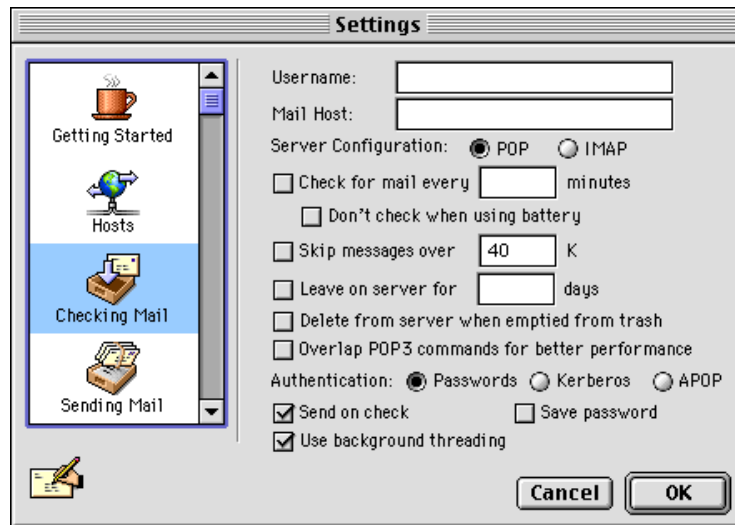 Settings
Getting Started
Hosts
Checking Mail
Sending Mail
Username:
Mail Host:
Server Configuration: POP IMAP
Check for mail every minutes
Don't check when using battery
Skip messages over 40 K
Leave on server for days
Delete from server when emptied from trash
Overlap POP3 commands for better performance
Authentication: Passwords Kerberos APOP
Send on check Save password
Use background threading
Cancel OK